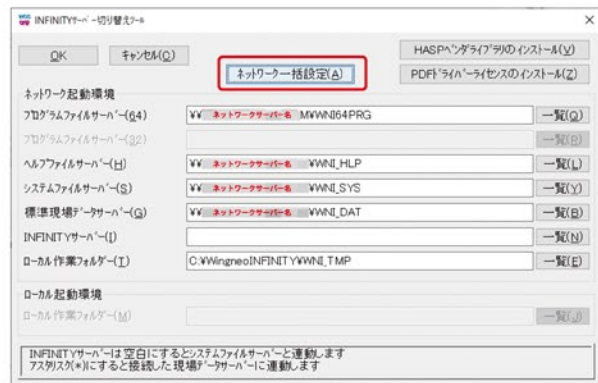 INFINITYサーバー切り替えツール
OK
キャンセル(C)
ネットワーク一括設定(A)
HASPベンダライブラリのインストール(V)
PDFドライバーライセンスのインストール(Z)
ネットワーク起動環境
プログラムファイルサーバー(64) ¥¥ ネットワークサーバー名 M¥WNI64PRG 一覧(O)
プログラムファイルサーバー(32) 一覧(P)
ヘルプファイルサーバー(H) ¥¥ ネットワークサーバー名 ¥WNI_HLP 一覧(L)
システムファイルサーバー(S) ¥¥ ネットワークサーバー名 ¥WNI_SYS 一覧(Y)
標準現場データサーバー(G) ¥¥ ネットワークサーバー名 ¥WNI_DAT 一覧(B)
INFINITYサーバー(I) 一覧(N)
ローカル作業フォルダー(T) C:¥WingneoINFINITY¥WNI_TMP 一覧(E)
ローカル起動環境
ローカル作業フォルダー(M) 一覧(J)
INFINITYサーバーは空白にするとシステムファイルサーバーと連動します
アスタリスク(*)にすると接続した現場データサーバーに連動します